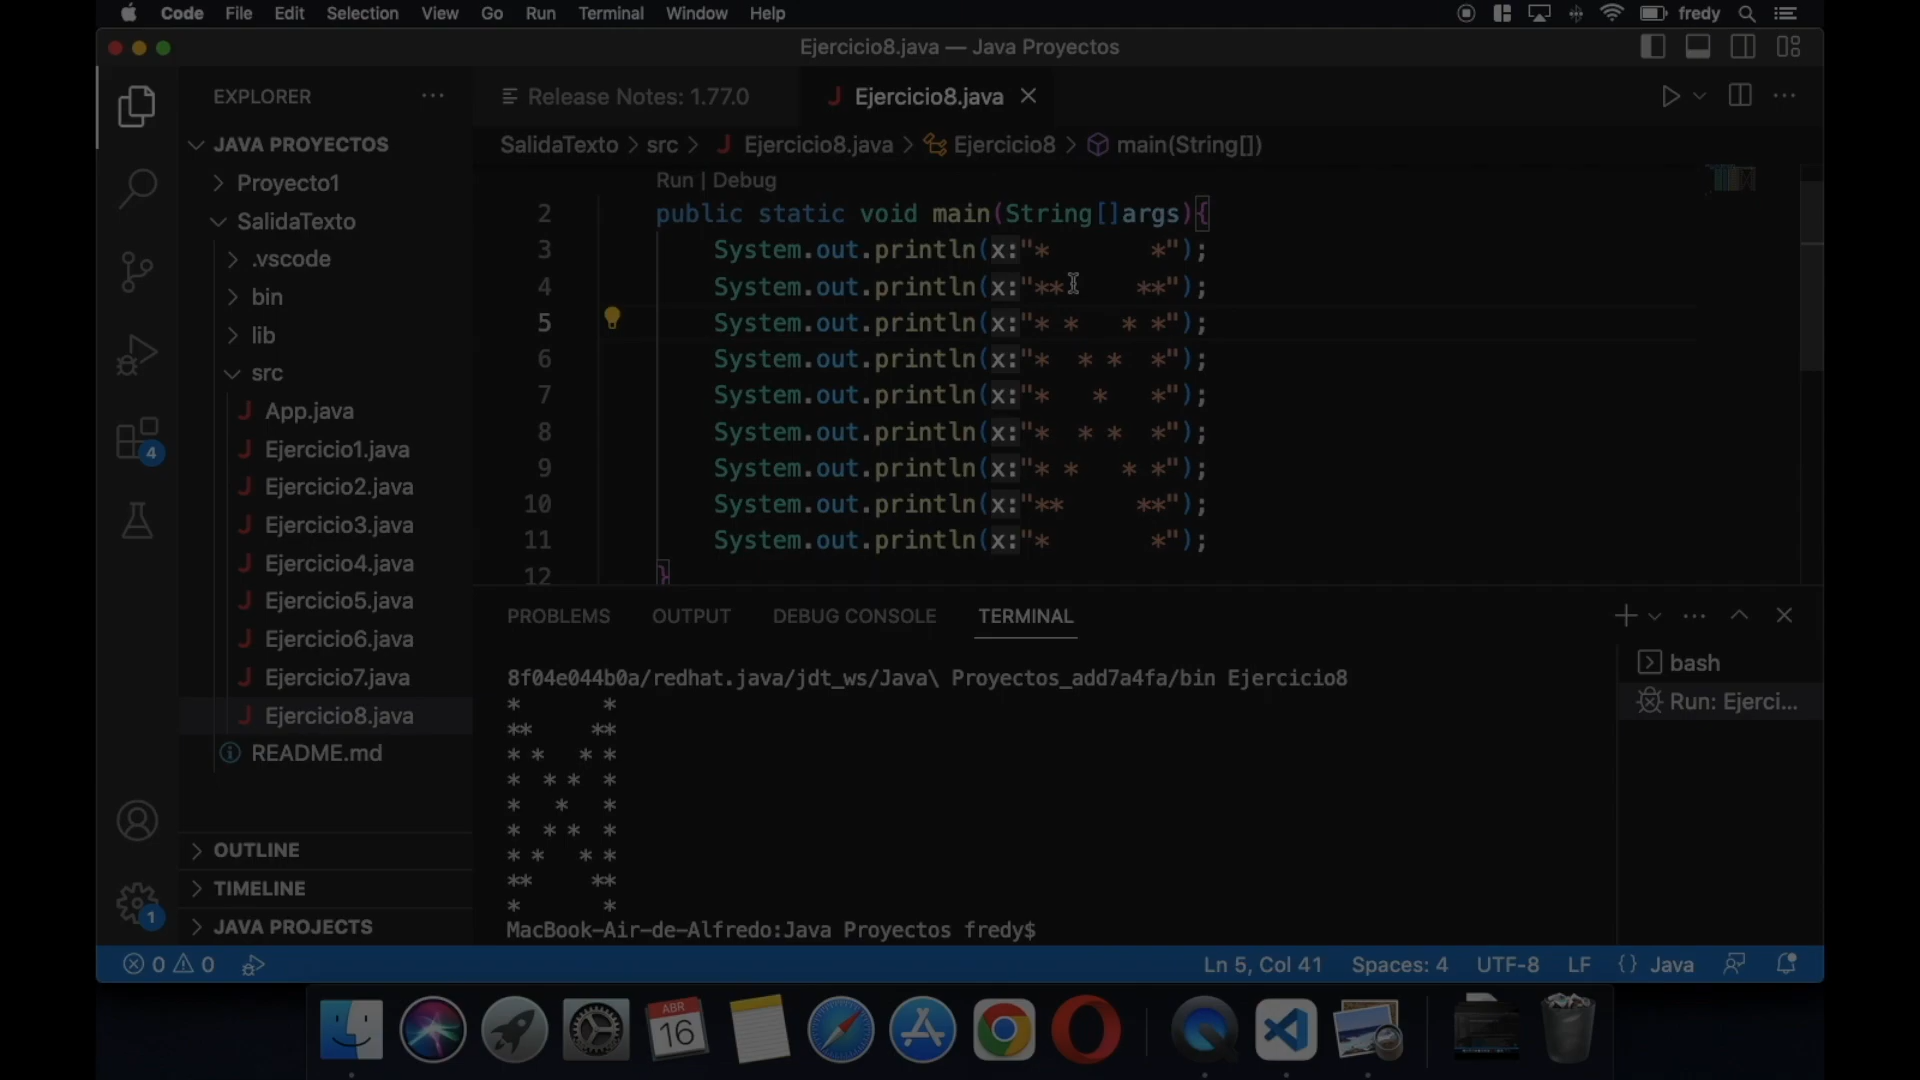 Code File Edit Selection View Go Run Terminal Window Help fredy
Ejercicio8.java — Java Proyectos
EXPLORER
JAVA PROYECTOS
Proyecto1
SalidaTexto
.vscode
bin
lib
src
App.java
Ejercicio1.java
Ejercicio2.java
Ejercicio3.java
Ejercicio4.java
Ejercicio5.java
Ejercicio6.java
Ejercicio7.java
Ejercicio8.java
README.md
OUTLINE
TIMELINE
JAVA PROJECTS
4
1
Release Notes: 1.77.0 Ejercicio8.java
SalidaTexto > src > J Ejercicio8.java > Ejercicio8 > main(String[])
Run | Debug
2 public static void main(String[]args){
3 System.out.println(x:"*       *");
4 System.out.println(x:"**     **");
5 System.out.println(x:"* *   * *");
6 System.out.println(x:"*  * *  *");
7 System.out.println(x:"*   *   *");
8 System.out.println(x:"*  * *  *");
9 System.out.println(x:"* *   * *");
10 System.out.println(x:"**     **");
11 System.out.println(x:"*       *");
12 }
PROBLEMS OUTPUT DEBUG CONSOLE TERMINAL
8f04e044b0a/redhat.java/jdt_ws/Java\ Proyectos_add7a4fa/bin Ejercicio8
*       *
**     **
* *   * *
*  * *  *
*   *   *
*  * *  *
* *   * *
**     **
*       *
MacBook-Air-de-Alfredo:Java Proyectos fredy$
bash
Run: Ejerci...
0 0 Ln 5, Col 41 Spaces: 4 UTF-8 LF {} Java
ABR
16